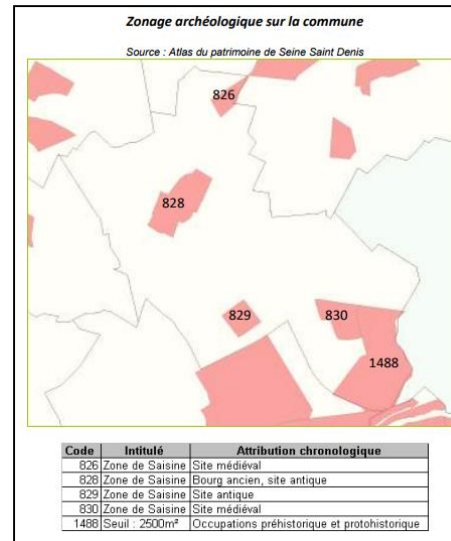 Zonage archéologique sur la commune
Source : Atlas du patrimoine de Seine Saint Denis
826
828
829
830
1488
Code Intitulé Attribution chronologique
826 Zone de Saisine Site médiéval
828 Zone de Saisine Bourg ancien, site antique
829 Zone de Saisine Site antique
830 Zone de Saisine Site médiéval
1488 Seuil : 2500m² Occupations préhistorique et protohistorique